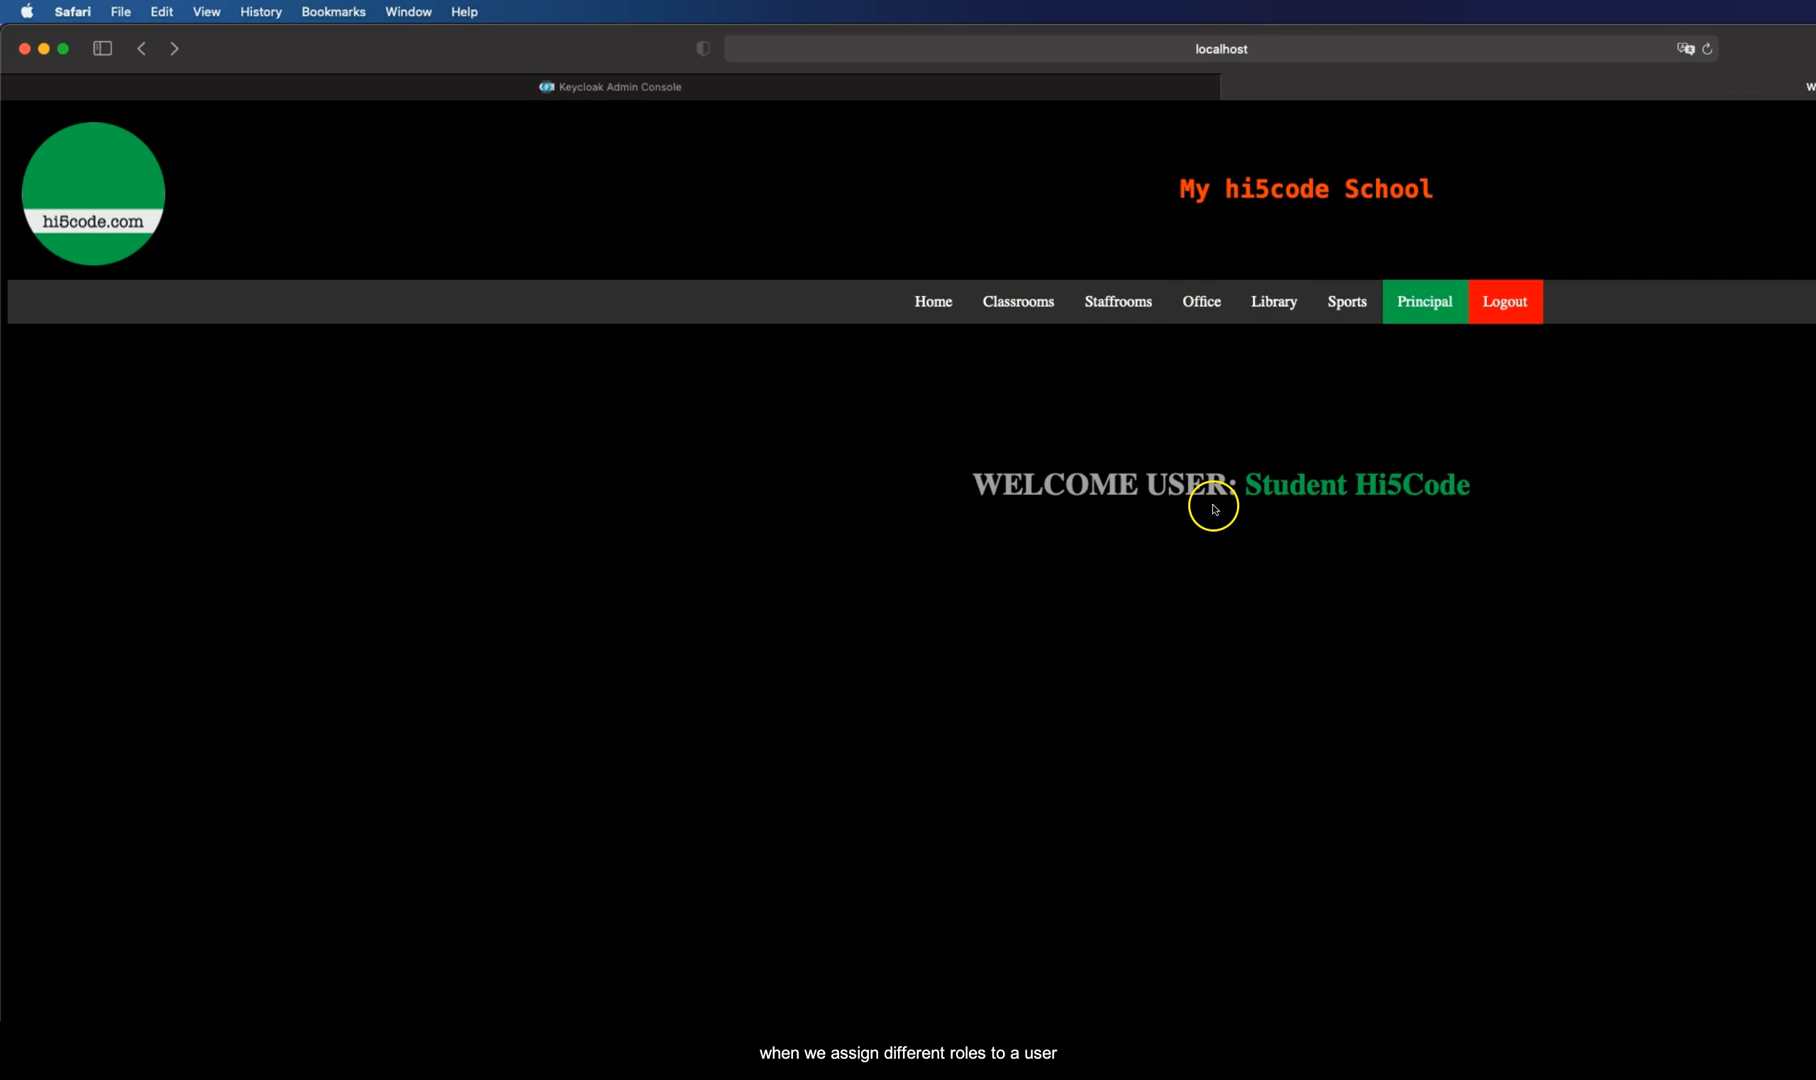 Safari File Edit View History Bookmarks Window Help
localhost
Keycloak Admin Console
W
hi5code.com
My hi5code School
Home Classrooms Staffrooms Office Library Sports Principal Logout
WELCOME USER: Student Hi5Code
when we assign different roles to a user